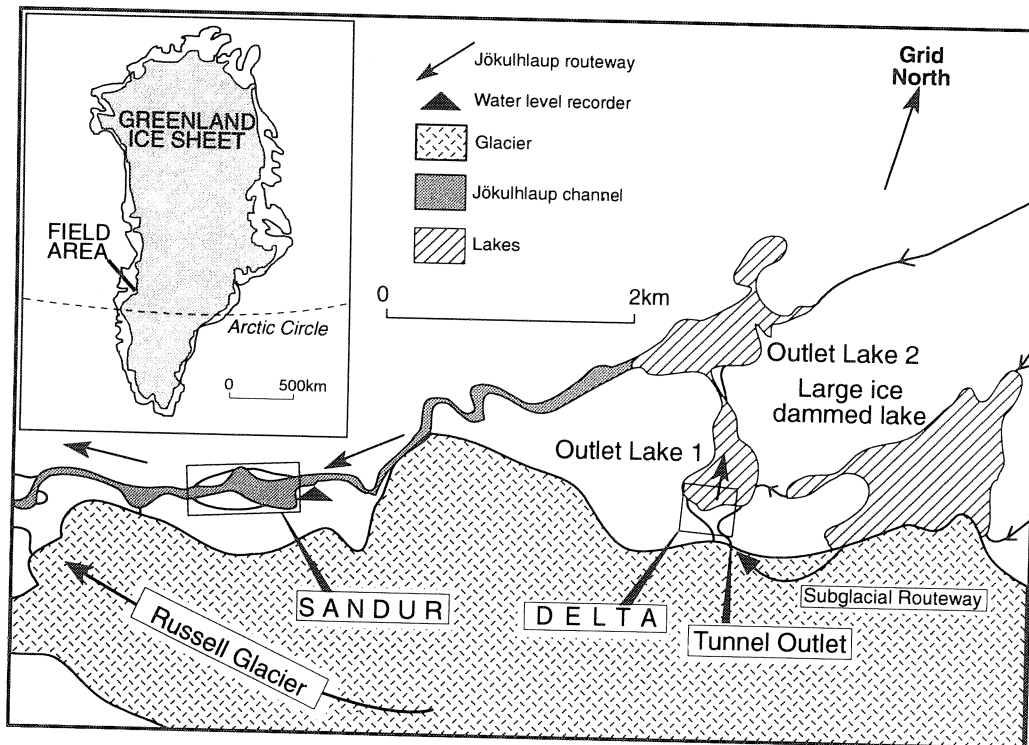 GREENLAND
ICE SHEET
FIELD
AREA
Arctic Circle
0 500km
Jökulhlaup routeway
Water level recorder
Glacier
Jökulhlaup channel
Lakes
0 2km
Grid
North
Outlet Lake 2
Large ice
dammed lake
Outlet Lake 1
Subglacial Routeway
SANDUR
DELTA
Tunnel Outlet
Russell Glacier